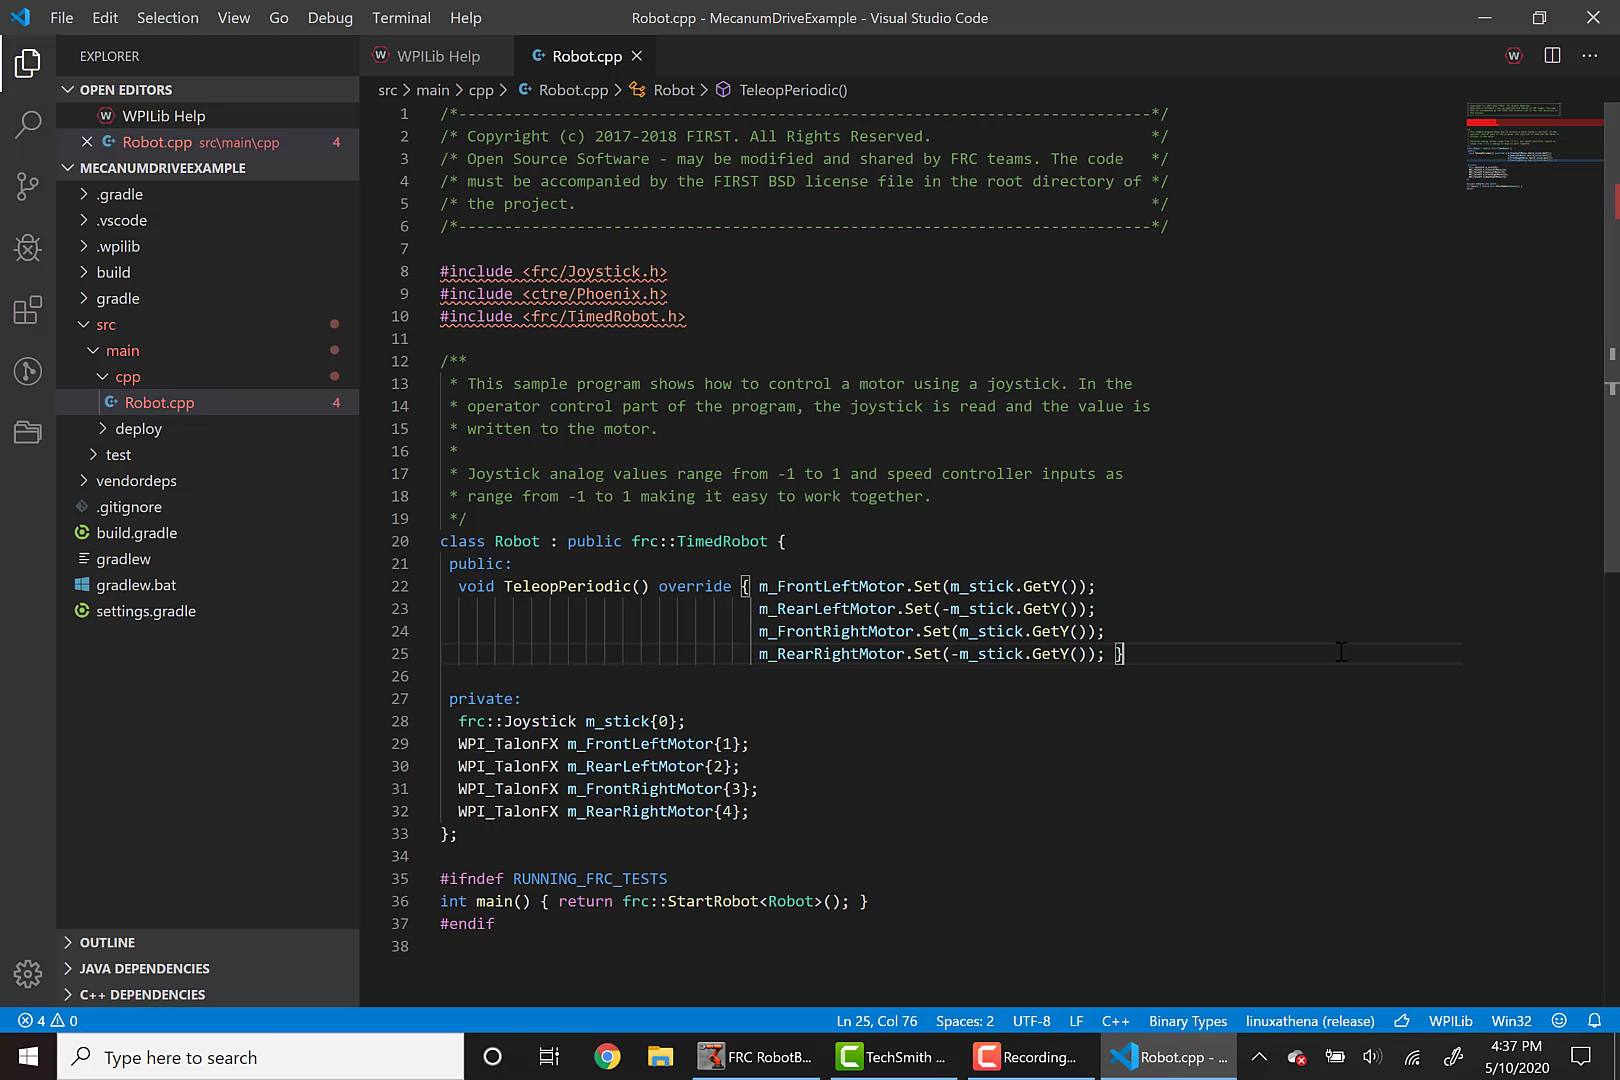 File Edit Selection View Go Debug Terminal Help
Robot.cpp - MecanumDriveExample - Visual Studio Code
EXPLORER
OPEN EDITORS
WPILib Help
Robot.cpp src\main\cpp 4
MECANUMDRIVEEXAMPLE
.gradle
.vscode
.wpilib
build
gradle
src
main
cpp
Robot.cpp 4
deploy
test
vendordeps
.gitignore
build.gradle
gradlew
gradlew.bat
settings.gradle
OUTLINE
JAVA DEPENDENCIES
C++ DEPENDENCIES
WPILib Help
Robot.cpp
src > main > cpp > Robot.cpp > Robot > TeleopPeriodic()
1 /*----------------------------------------------------------------------------*/
2 /* Copyright (c) 2017-2018 FIRST. All Rights Reserved.                        */
3 /* Open Source Software - may be modified and shared by FRC teams. The code   */
4 /* must be accompanied by the FIRST BSD license file in the root directory of */
5 /* the project.                                                               */
6 /*----------------------------------------------------------------------------*/
7
8 #include <frc/Joystick.h>
9 #include <ctre/Phoenix.h>
10 #include <frc/TimedRobot.h>
11
12 /**
13  * This sample program shows how to control a motor using a joystick. In the
14  * operator control part of the program, the joystick is read and the value is
15  * written to the motor.
16  *
17  * Joystick analog values range from -1 to 1 and speed controller inputs as
18  * range from -1 to 1 making it easy to work together.
19  */
20 class Robot : public frc::TimedRobot {
21  public:
22   void TeleopPeriodic() override { m_FrontLeftMotor.Set(m_stick.GetY());
23                                    m_RearLeftMotor.Set(-m_stick.GetY());
24                                    m_FrontRightMotor.Set(m_stick.GetY());
25                                    m_RearRightMotor.Set(-m_stick.GetY()); }
26
27  private:
28   frc::Joystick m_stick{0};
29   WPI_TalonFX m_FrontLeftMotor{1};
30   WPI_TalonFX m_RearLeftMotor{2};
31   WPI_TalonFX m_FrontRightMotor{3};
32   WPI_TalonFX m_RearRightMotor{4};
33 };
34
35 #ifndef RUNNING_FRC_TESTS
36 int main() { return frc::StartRobot<Robot>(); }
37 #endif
38
4 0
Ln 25, Col 76 Spaces: 2 UTF-8 LF C++ Binary Types linuxathena (release) WPILib Win32
Type here to search
FRC RobotB...
TechSmith ...
Recording...
Robot.cpp - ...
4:37 PM
5/10/2020